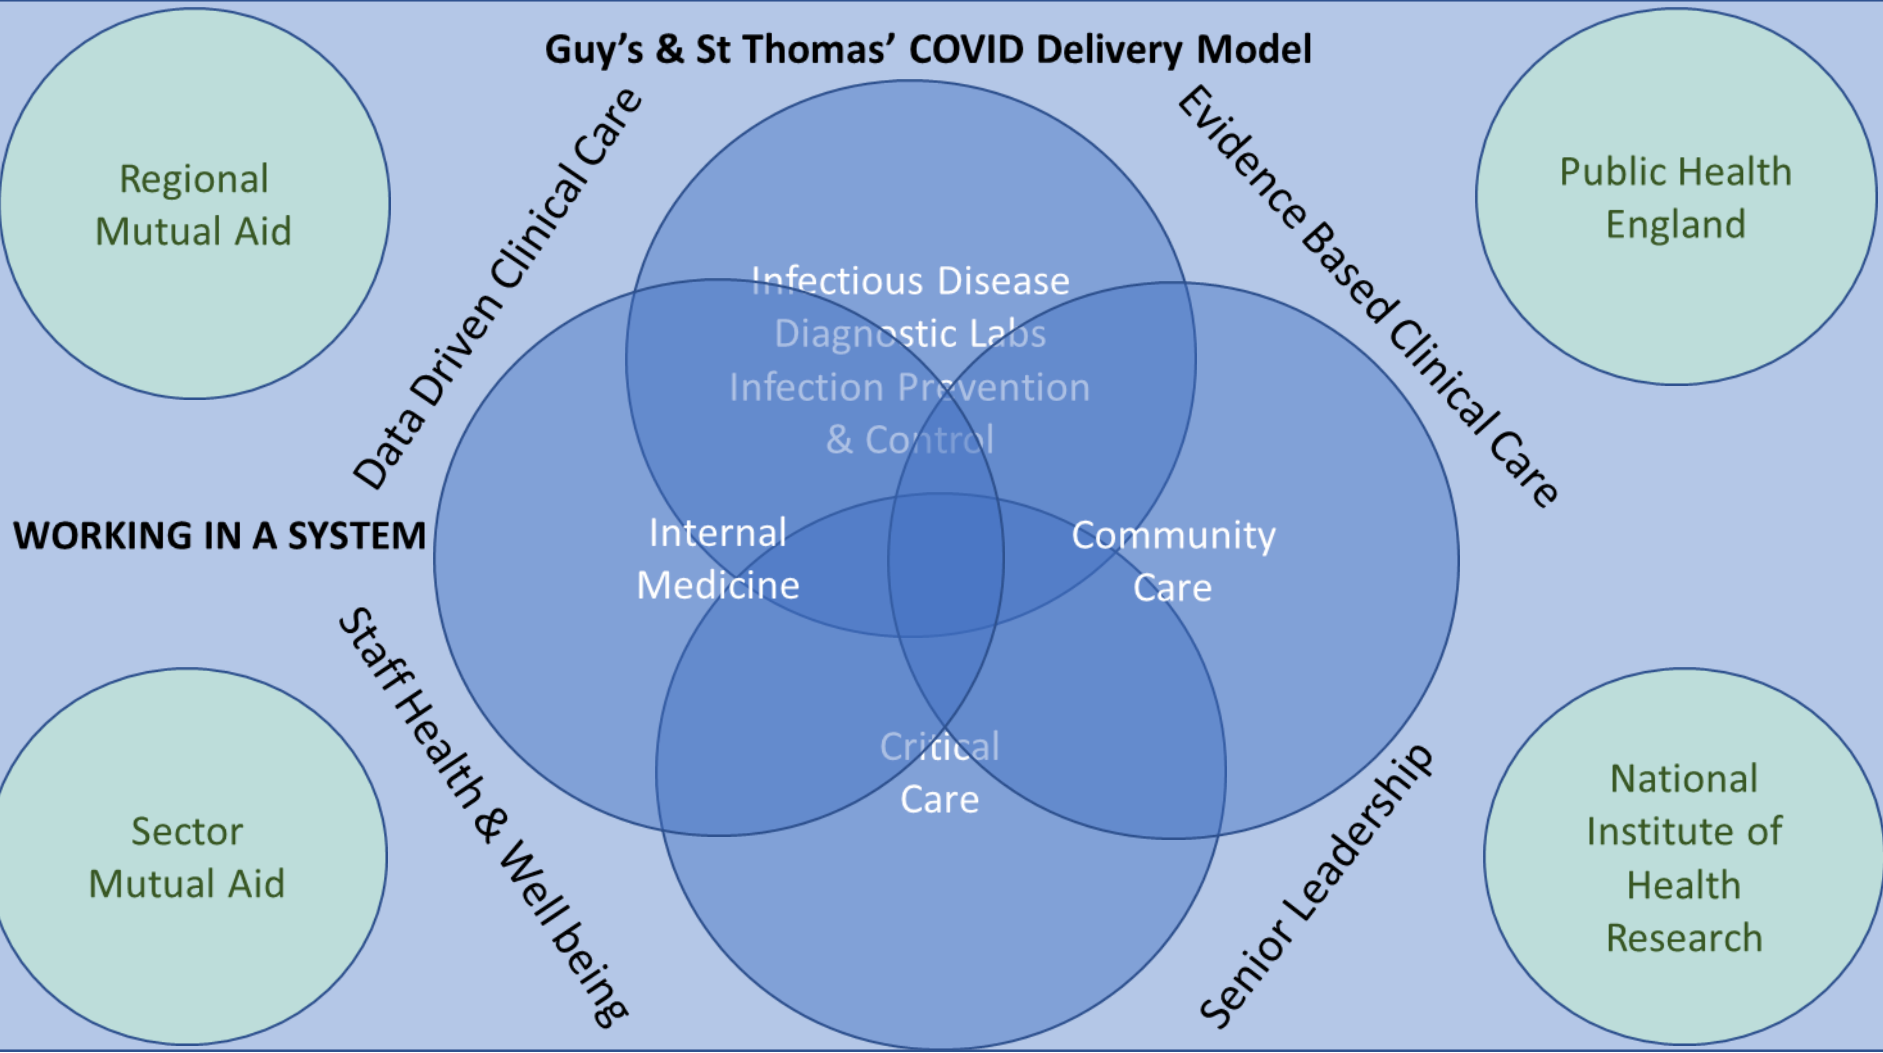 Guy’s & St Thomas’ COVID Delivery Model
Regional
Mutual Aid
Data Driven Clinical Care
Evidence Based Clinical Care
Public Health
England
Infectious Disease
Diagnostic Labs
Infection Prevention
& Control
WORKING IN A SYSTEM
Internal
Medicine
Community
Care
Critical
Care
Staff Health & Well being
Senior Leadership
Sector
Mutual Aid
National
Institute of
Health
Research